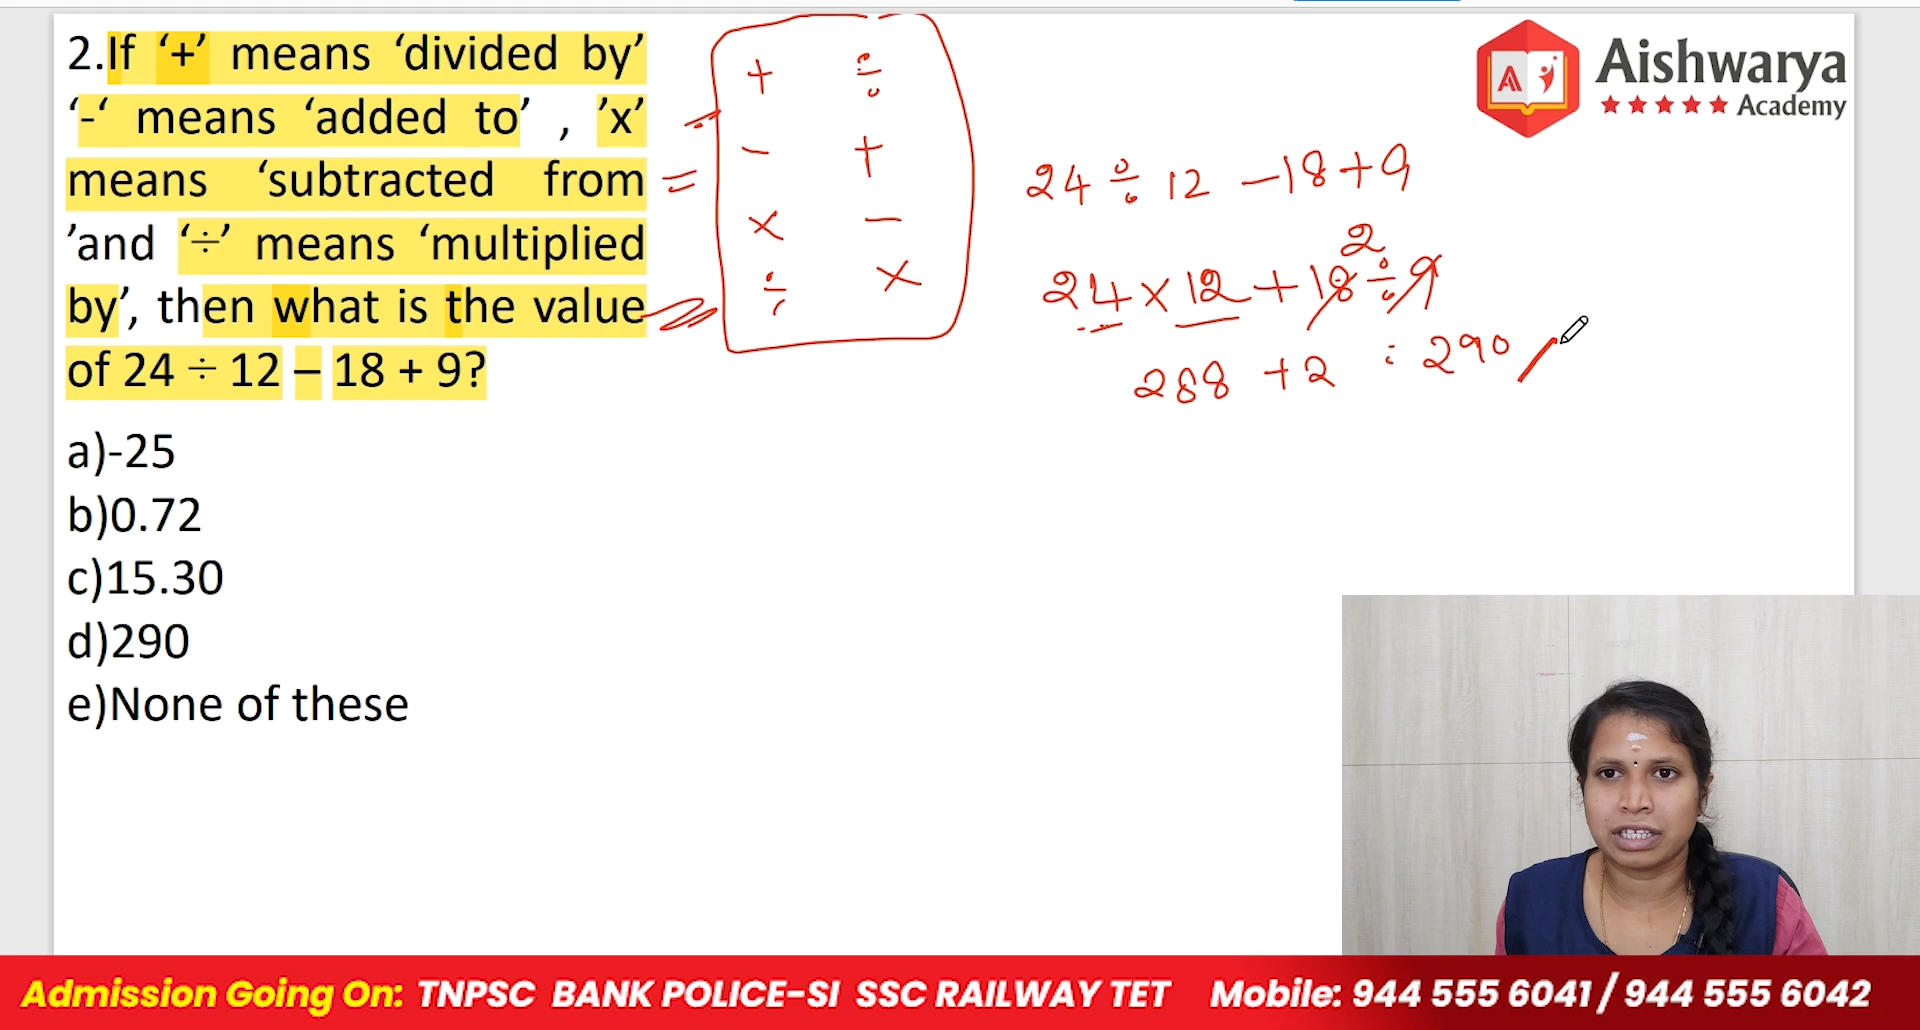 2.If ‘+’ means ‘divided by’
‘-‘ means ‘added to’ , ’x’
means ‘subtracted from
’and ‘÷’ means ‘multiplied
by’, then what is the value
of 24 ÷ 12 – 18 + 9?
a)-25
b)0.72
c)15.30
d)290
e)None of these
+ ÷
- +
× -
÷ ×
24 ÷ 12 - 18 + 9
2
24 × 12 + 18 ÷ 9
288 + 2 : 290
A
Aishwarya
Academy
Admission Going On: TNPSC BANK POLICE-SI SSC RAILWAY TET Mobile: 944 555 6041 / 944 555 6042